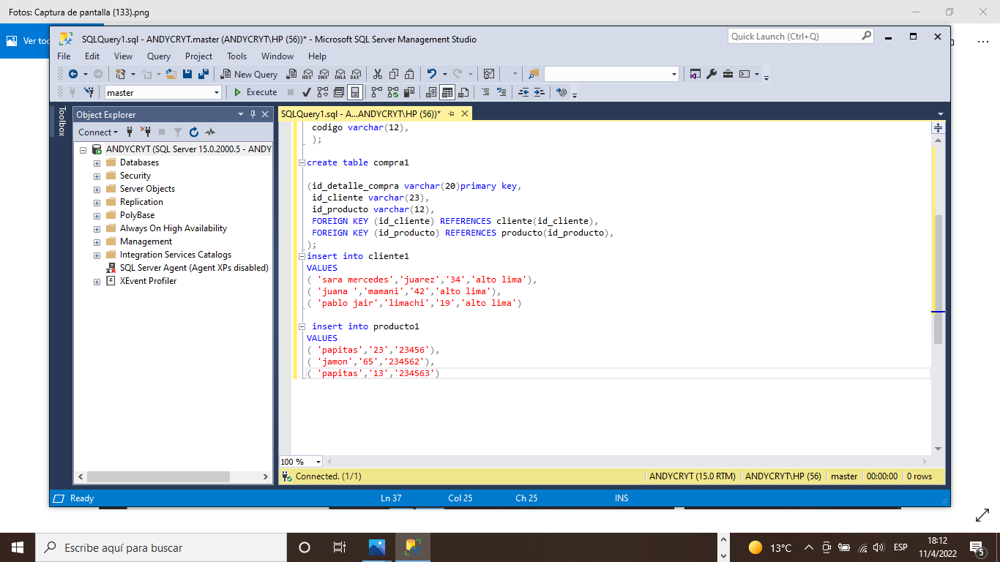 Fotos: Captura de pantalla (133).png
Ver to
SQLQuery1.sql - ANDYCRYT.master (ANDYCRYT\HP (56))* - Microsoft SQL Server Management Studio
Quick Launch (Ctrl+Q)
File Edit View Query Project Tools Window Help
New Query
MDX DMX XMLA DAX
master
Execute
Toolbox
Object Explorer
SQLQuery1.sql - A...ANDYCRYT\HP (56))*
Connect
ANDYCRYT (SQL Server 15.0.2000.5 - ANDY
Databases
Security
Server Objects
Replication
PolyBase
Always On High Availability
Management
Integration Services Catalogs
SQL Server Agent (Agent XPs disabled)
XEvent Profiler
codigo varchar(12),
);
create table compra1
(id_detalle_compra varchar(20)primary key,
id_cliente varchar(23),
id_producto varchar(12),
FOREIGN KEY (id_cliente) REFERENCES cliente(id_cliente),
FOREIGN KEY (id_producto) REFERENCES producto(id_producto),
);
insert into cliente1
VALUES
( 'sara mercedes','juarez','34','alto lima'),
( 'juana ','mamani','42','alto lima'),
( 'pablo jair','limachi','19','alto lima')
insert into producto1
VALUES
( 'papitas','23','23456'),
( 'jamon','65','234562'),
( 'papitas','13','234563')
100 %
Connected. (1/1)
ANDYCRYT (15.0 RTM) ANDYCRYT\HP (56) master 00:00:00 0 rows
Ready
Ln 37 Col 25 Ch 25 INS
Escribe aquí para buscar
13°C
ESP
18:12
11/4/2022
5